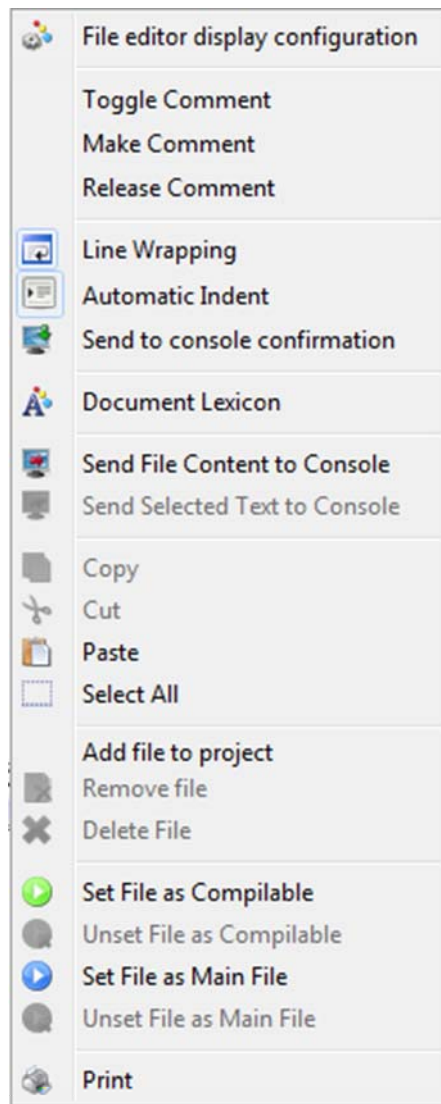 File editor display configuration
Toggle Comment
Make Comment
Release Comment
Line Wrapping
Automatic Indent
Send to console confirmation
Document Lexicon
Send File Content to Console
Send Selected Text to Console
Copy
Cut
Paste
Select All
Add file to project
Remove file
Delete File
Set File as Compilable
Unset File as Compilable
Set File as Main File
Unset File as Main File
Print